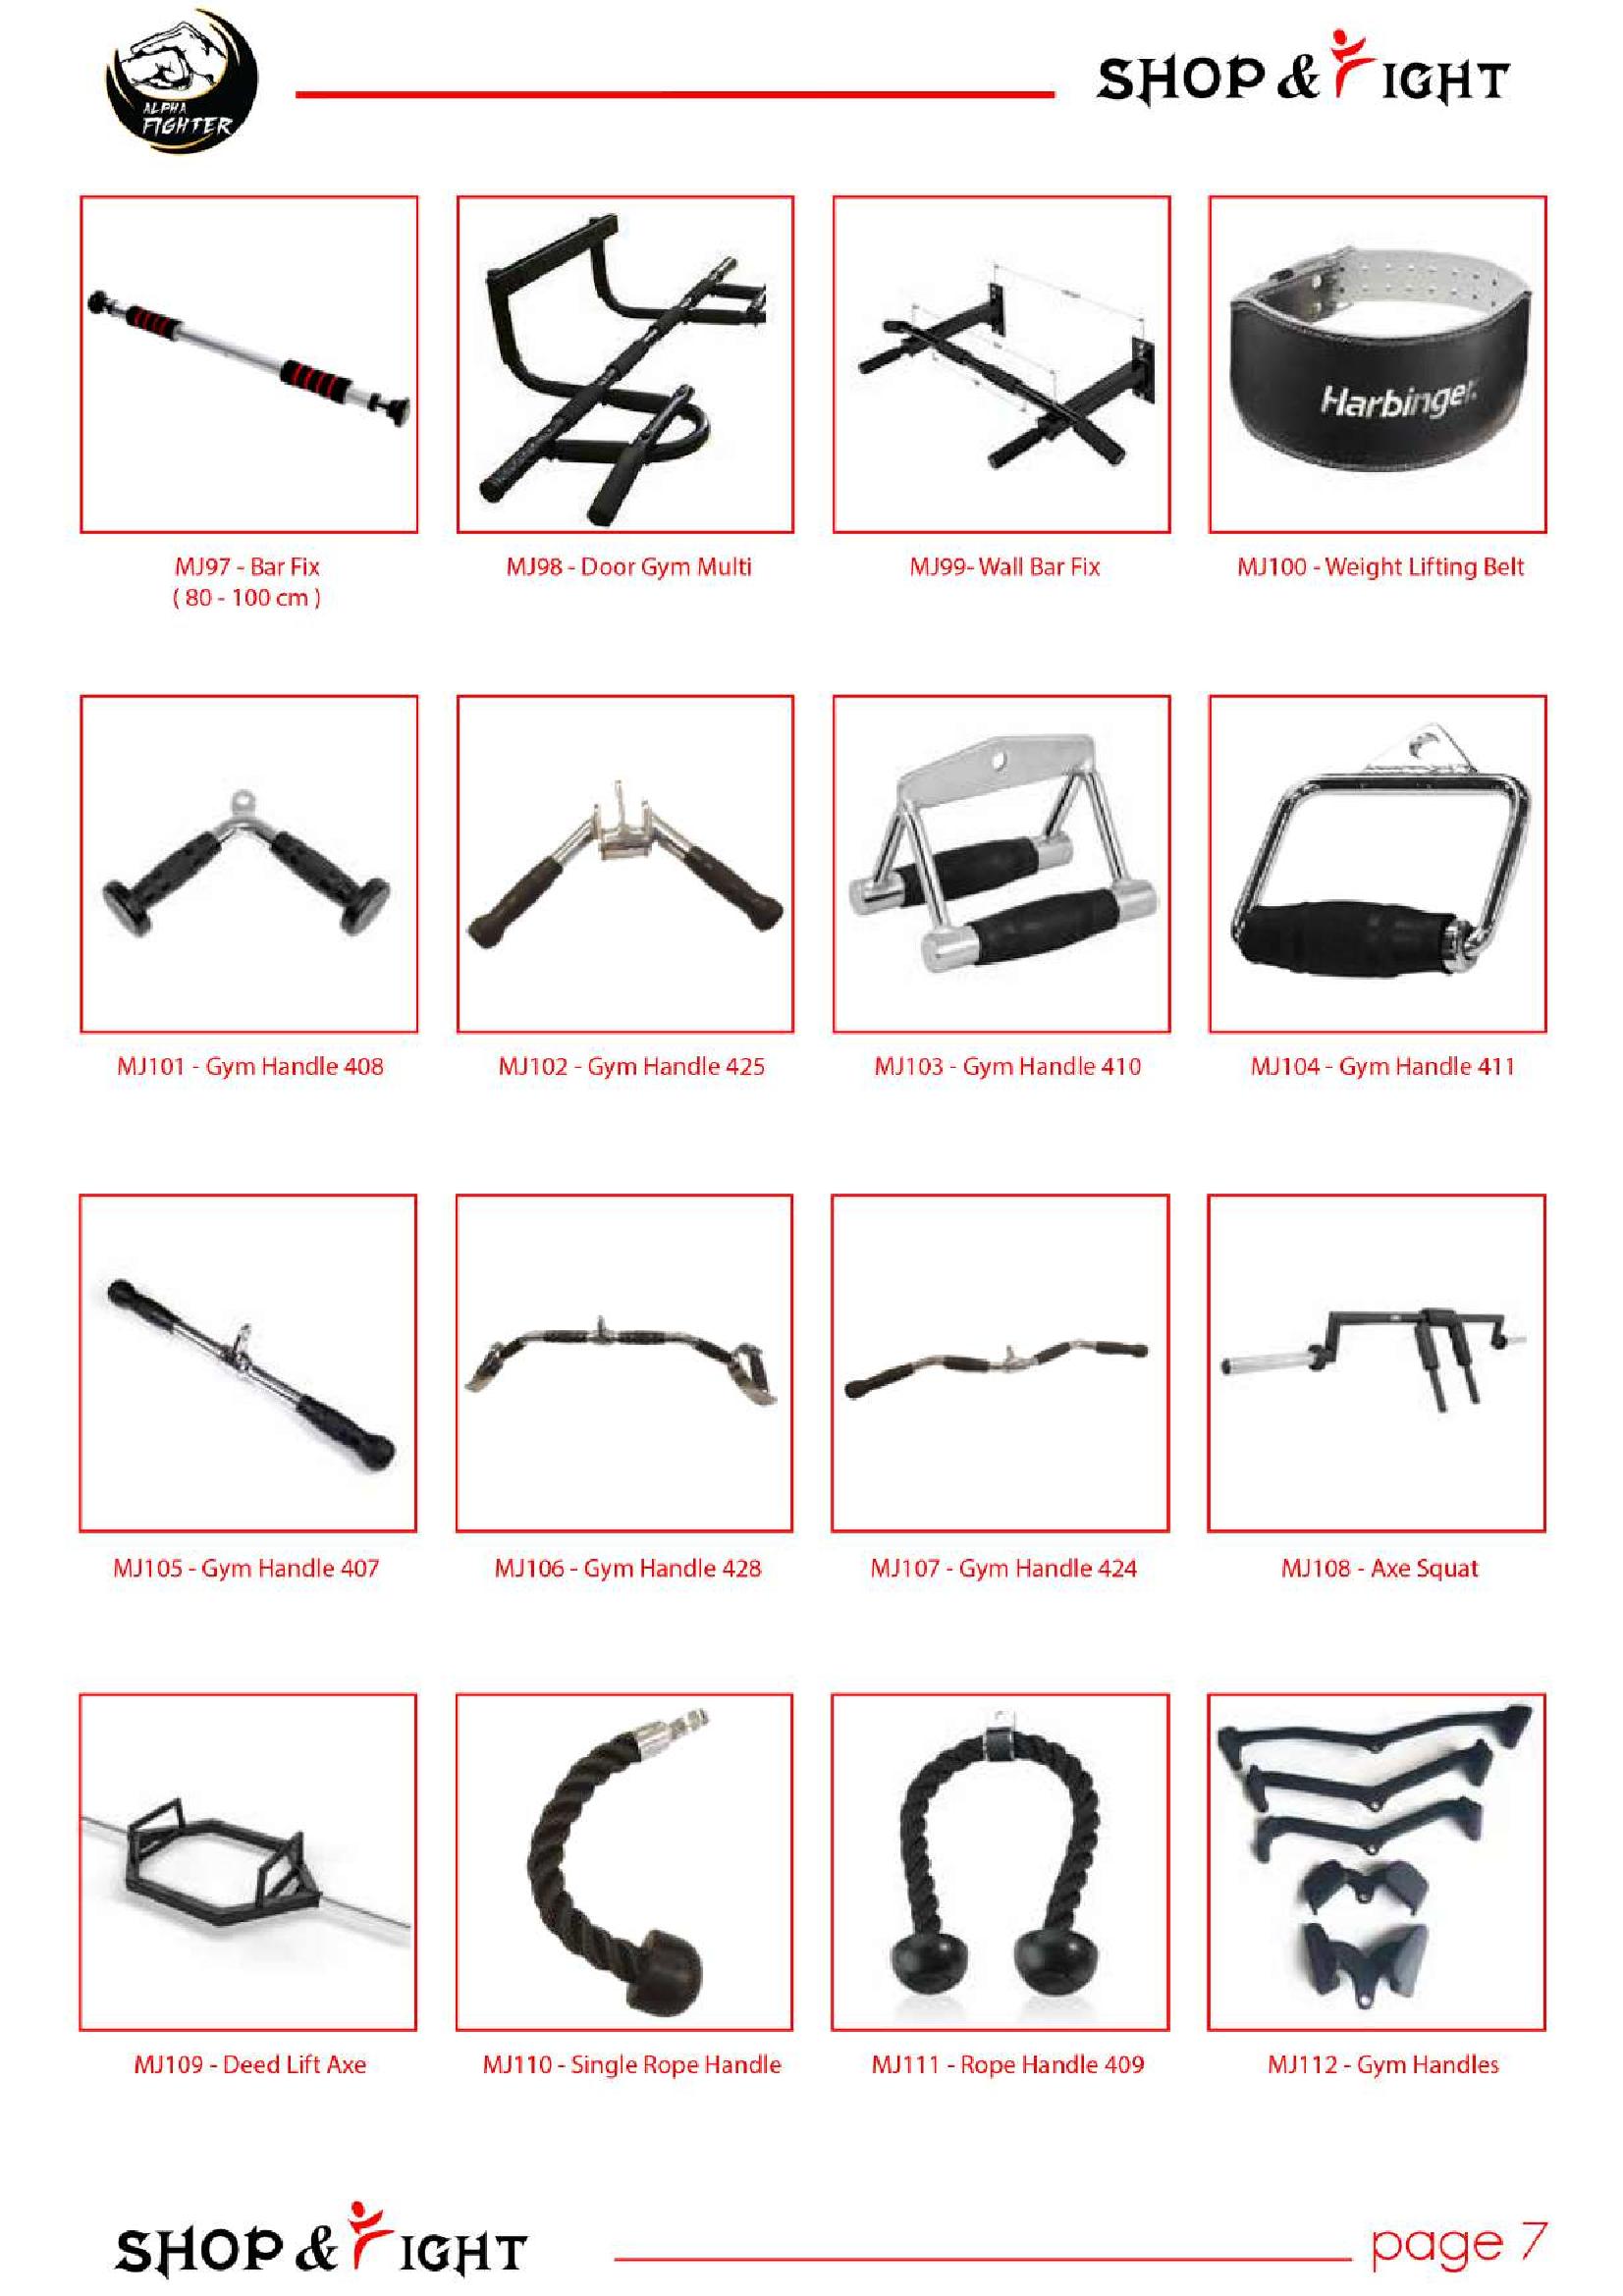 ALPHA
FIGHTER
SHOP & FIGHT
Harbinger
MJ97 - Bar Fix
( 80 - 100 cm )
MJ98 - Door Gym Multi
MJ99- Wall Bar Fix
MJ100 - Weight Lifting Belt
MJ101 - Gym Handle 408
MJ102 - Gym Handle 425
MJ103 - Gym Handle 410
MJ104 - Gym Handle 411
MJ105 - Gym Handle 407
MJ106 - Gym Handle 428
MJ107 - Gym Handle 424
MJ108 - Axe Squat
MJ109 - Deed Lift Axe
MJ110 - Single Rope Handle
MJ111 - Rope Handle 409
MJ112 - Gym Handles
SHOP & FIGHT
page 7